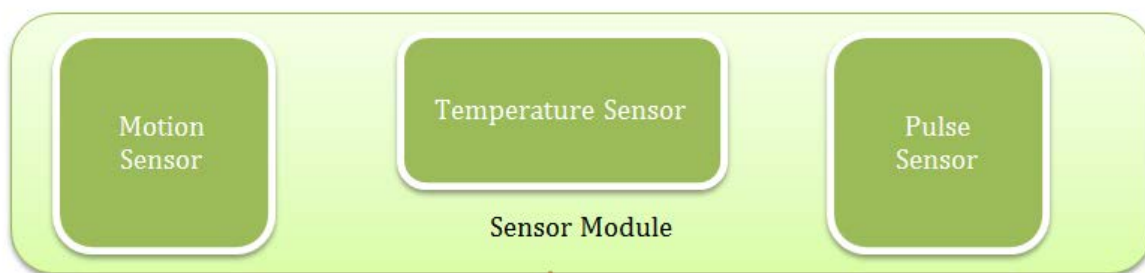 Motion
Sensor
Temperature Sensor
Pulse
Sensor
Sensor Module